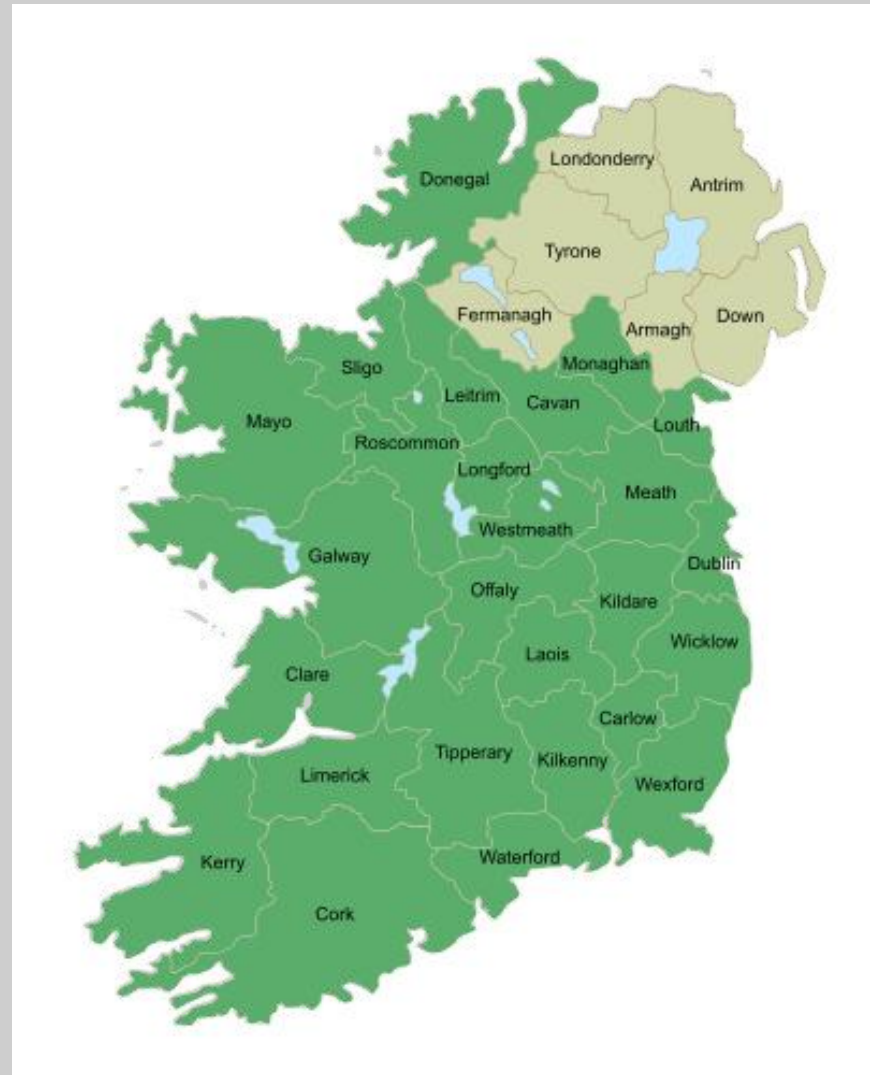 Londonderry
Donegal
Antrim
Tyrone
Fermanagh
Down
Armagh
Monaghan
Sligo
Leitrim
Cavan
Mayo
Louth
Roscommon
Longford
Meath
Westmeath
Galway
Dublin
Offaly
Kildare
Wicklow
Laois
Clare
Carlow
Tipperary
Kilkenny
Limerick
Wexford
Waterford
Kerry
Cork